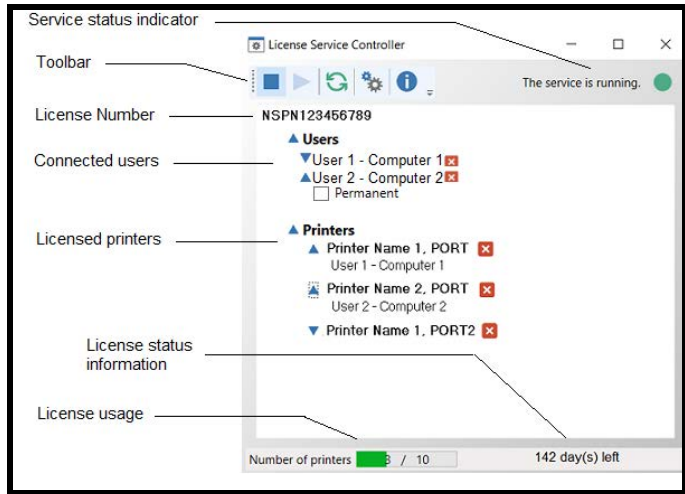 Service status indicator
License Service Controller
Toolbar
The service is running.
License Number
NSPN123456789
Users
Connected users
User 1 - Computer 1
User 2 - Computer 2
Permanent
Licensed printers
Printers
Printer Name 1, PORT
User 1 - Computer 1
Printer Name 2, PORT
User 2 - Computer 2
Printer Name 1, PORT2
License status
information
License usage
Number of printers 3 / 10
142 day(s) left